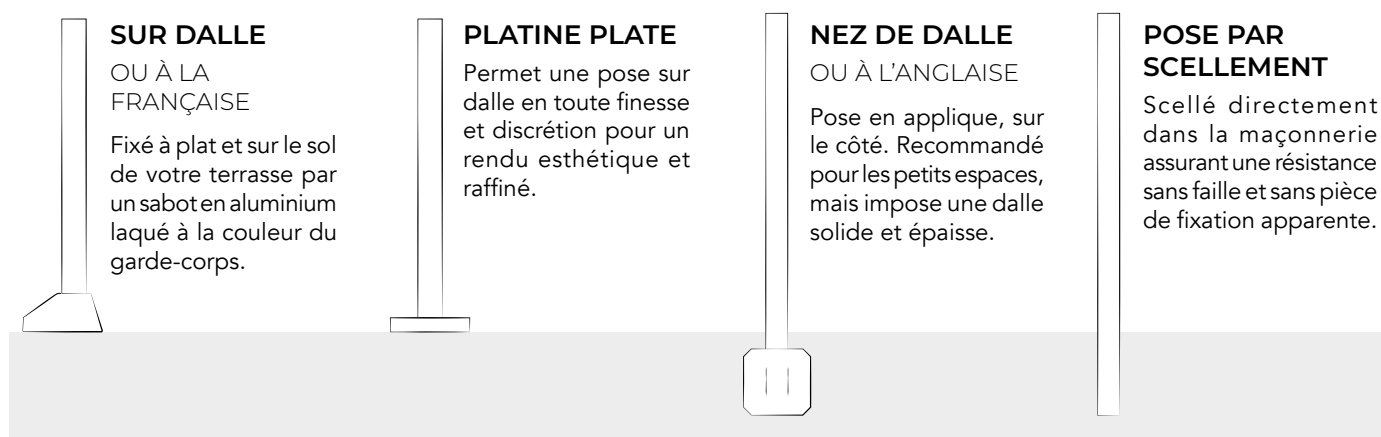 SUR DALLE
OU À LA
FRANÇAISE
Fixé à plat et sur le sol
de votre terrasse par
un sabot en aluminium
laqué à la couleur du
garde-corps.
PLATINE PLATE
Permet une pose sur
dalle en toute finesse
et discrétion pour un
rendu esthétique et
raffiné.
NEZ DE DALLE
OU À L’ANGLAISE
Pose en applique, sur
le côté. Recommandé
pour les petits espaces,
mais impose une dalle
solide et épaisse.
POSE PAR
SCELLEMENT
Scellé directement
dans la maçonnerie
assurant une résistance
sans faille et sans pièce
de fixation apparente.